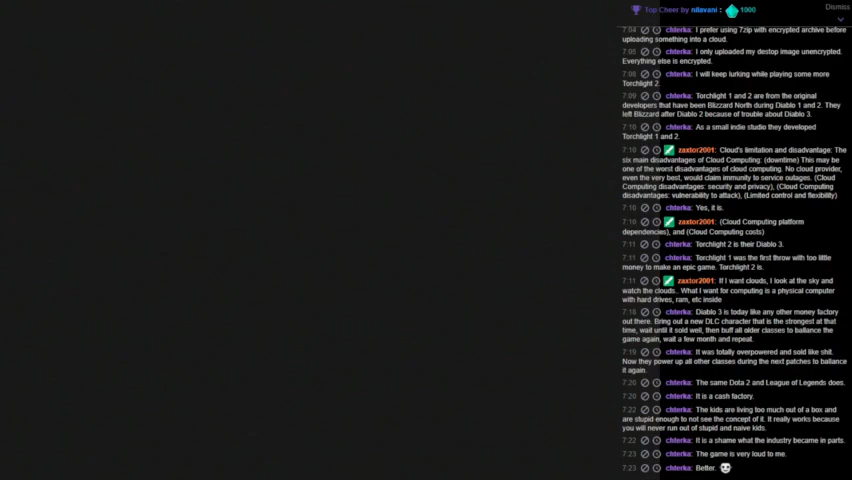 Top Cheer by nilavani : 1000
Dismiss
7:04 chterka: I prefer using 7zip with encrypted archive before
uploading something into a cloud.
7:05 chterka: I only uploaded my destop image unencrypted.
Everything else is encrypted.
7:08 chterka: I will keep lurking while playing some more
Torchlight 2.
7:09 chterka: Torchlight 1 and 2 are from the original
developers that have been Blizzard North during Diablo 1 and 2. They
left Blizzard after Diablo 2 because of trouble about Diablo 3.
7:10 chterka: As a small indie studio they developed
Torchlight 1 and 2.
7:10 zaxtor2001: Cloud's limitation and disadvantage: The
six main disadvantages of Cloud Computing: (downtime) This may be
one of the worst disadvantages of cloud computing. No cloud provider,
even the very best, would claim immunity to service outages. (Cloud
Computing disadvantages: security and privacy), (Cloud Computing
disadvantages: vulnerability to attack), (Limited control and flexibility)
7:10 chterka: Yes, it is.
7:10 zaxtor2001: (Cloud Computing platform
dependencies), and (Cloud Computing costs)
7:11 chterka: Torchlight 2 is their Diablo 3.
7:11 chterka: Torchlight 1 was the first throw with too little
money to make an epic game. Torchlight 2 is.
7:11 zaxtor2001: If I want clouds, I look at the sky and
watch the clouds.. What I want for computing is a physical computer
with hard drives, ram, etc inside
7:18 chterka: Diablo 3 is today like any other money factory
out there. Bring out a new DLC character that is the strongest at that
time, wait until it sold well, then buff all older classes to ballance the
game again, wait a few month and repeat.
7:19 chterka: It was totally overpowered and sold like shit.
Now they power up all other classes during the next patches to ballance
it again.
7:20 chterka: The same Dota 2 and League of Legends does.
7:20 chterka: It is a cash factory.
7:22 chterka: The kids are living too much out of a box and
are stupid enough to not see the concept of it. It really works because
you will never run out of stupid and naive kids.
7:22 chterka: It is a shame what the industry became in parts.
7:23 chterka: The game is very loud to me.
7:23 chterka: Better.